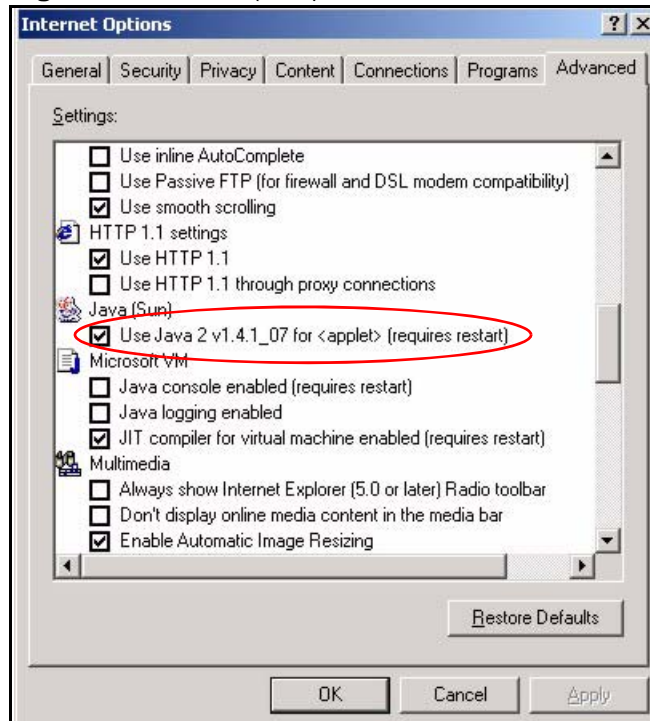 Internet Options
General Security Privacy Content Connections Programs Advanced
Settings:
Use inline AutoComplete
Use Passive FTP (for firewall and DSL modem compatibility)
Use smooth scrolling
HTTP 1.1 settings
Use HTTP 1.1
Use HTTP 1.1 through proxy connections
Java (Sun)
Use Java 2 v1.4.1_07 for <applet> (requires restart)
Microsoft VM
Java console enabled (requires restart)
Java logging enabled
JIT compiler for virtual machine enabled (requires restart)
Multimedia
Always show Internet Explorer (5.0 or later) Radio toolbar
Don't display online media content in the media bar
Enable Automatic Image Resizing
Restore Defaults
OK Cancel Apply